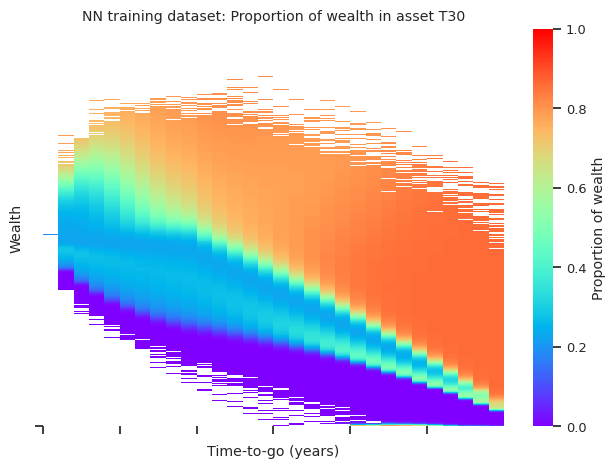 NN training dataset: Proportion of wealth in asset T30
1.0
0.8
0.6
0.4
0.2
0.0
Proportion of wealth
Wealth
Time-to-go (years)